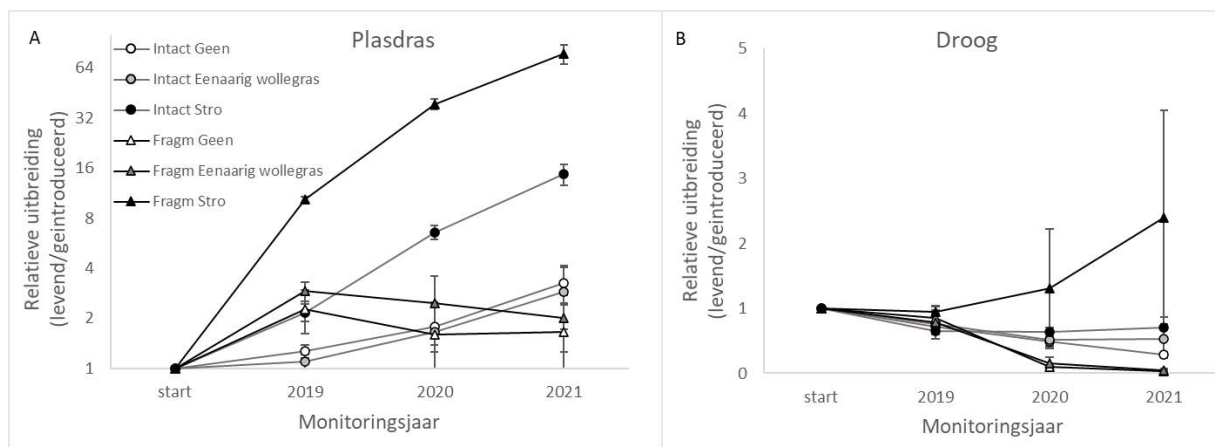 A
Plasdras
Relatieve uitbreiding
(levend/geintroduceerd)
64
32
16
8
4
2
1
Intact Geen
Intact Eenaarig wollegras
Intact Stro
Fragm Geen
Fragm Eenaarig wollegras
Fragm Stro
start 2019 2020 2021
Monitoringsjaar
B
Droog
Relatieve uitbreiding
(levend/geintroduceerd)
5
4
3
2
1
0
start 2019 2020 2021
Monitoringsjaar